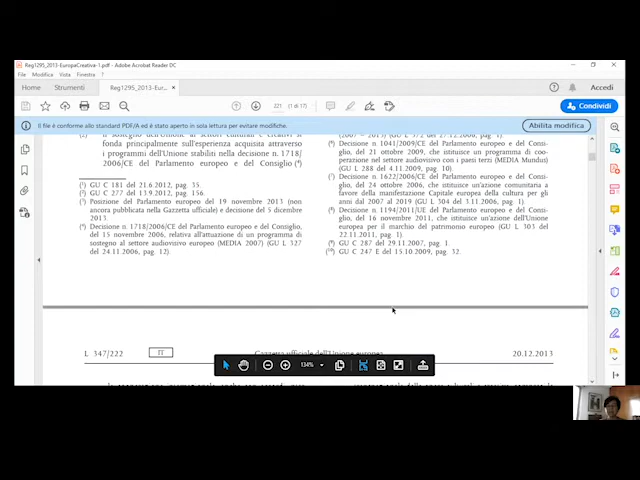 Reg1295_2013-EuropaCreativa-1.pdf - Adobe Acrobat Reader DC
File Modifica Vista Finestra ?
Home Strumenti Reg1295_2013-Eur... × Accedi
221 (1 di 17) Condividi
Il file è conforme allo standard PDF/A ed è stato aperto in sola lettura per evitare modifiche. Abilita modifica
fonda principalmente sull'esperienza acquisita attraverso
i programmi dell'Unione stabiliti nella decisione n. 1718/
2006/CE del Parlamento europeo e del Consiglio (4)
(1) GU C 181 del 21.6.2012, pag. 35.
(2) GU C 277 del 13.9.2012, pag. 156.
(3) Posizione del Parlamento europeo del 19 novembre 2013 (non
ancora pubblicata nella Gazzetta ufficiale) e decisione del 5 dicembre
2013.
(4) Decisione n. 1718/2006/CE del Parlamento europeo e del Consiglio,
del 15 novembre 2006, relativa all'attuazione di un programma di
sostegno al settore audiovisivo europeo (MEDIA 2007) (GU L 327
del 24.11.2006, pag. 12).
(6) Decisione n. 1041/2009/CE del Parlamento europeo e del Consi-
glio, del 21 ottobre 2009, che istituisce un programma di coo-
perazione nel settore audiovisivo con i paesi terzi (MEDIA Mundus)
(GU L 288 del 4.11.2009, pag. 10)
(7) Decisione n. 1622/2006/CE del Parlamento europeo e del Consi-
glio, del 24 ottobre 2006, che istituisce un'azione comunitaria a
favore della manifestazione Capitale europea della cultura per gli
anni dal 2007 al 2019 (GU L 304 del 3.11.2006, pag. 1)
(8) Decisione n. 1194/2011/UE del Parlamento europeo e del Consi-
glio, del 16 novembre 2011, che istituisce un'azione dell'Unione
europea per il marchio del patrimonio europeo (GU L 303 del
22.11.2011, pag. 1)
(9) GU C 287 del 29.11.2007, pag. 1.
(10) GU C 247 E del 15.10.2009, pag. 32.
L 347/222 IT Gazzetta ufficiale dell'Unione europea 20.12.2013
134%